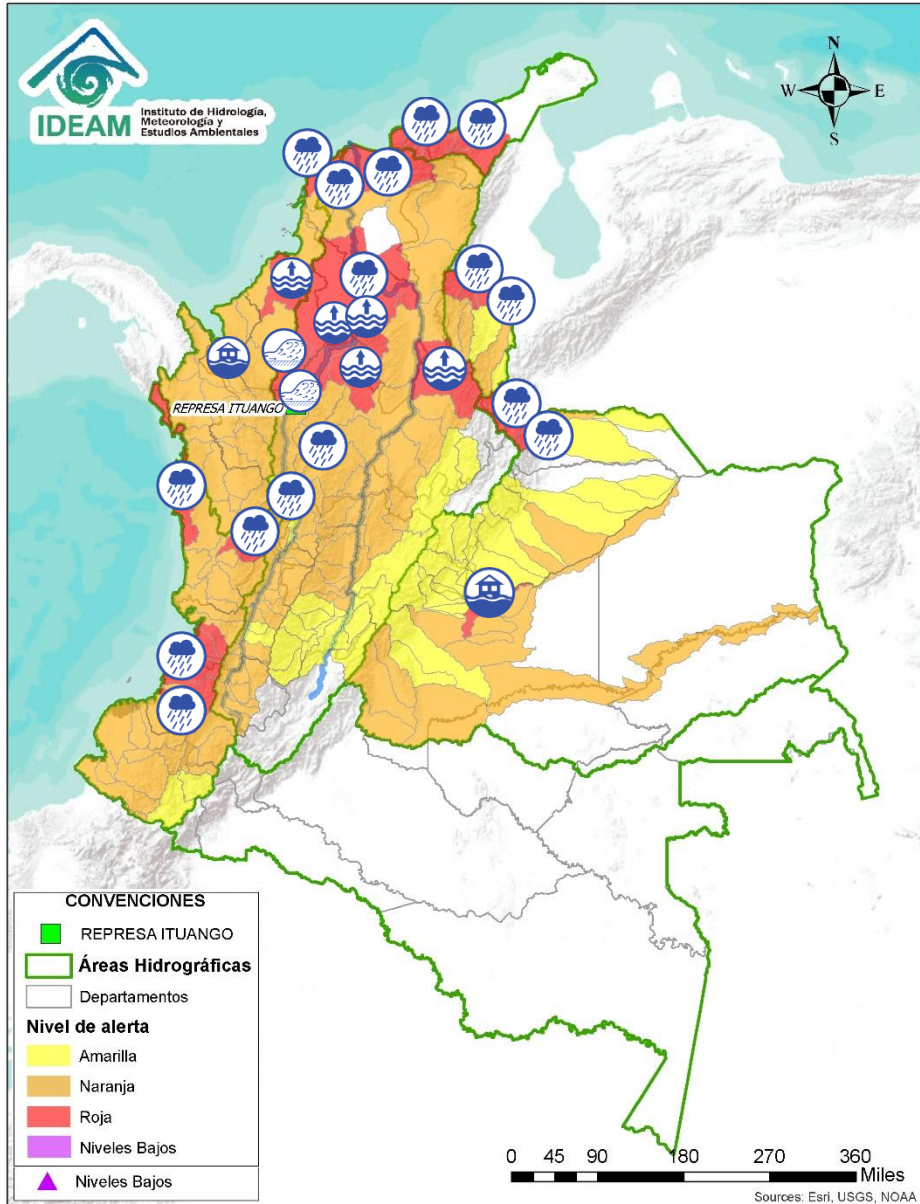 IDEAM
Instituto de Hidrología,
Meteorología y
Estudios Ambientales
N
W
E
S
REPRESA ITUANGO
CONVENCIONES
REPRESA ITUANGO
Áreas Hidrográficas
Departamentos
Nivel de alerta
Amarilla
Naranja
Roja
Niveles Bajos
Niveles Bajos
0 45 90 180 270 360
Miles
Sources: Esri, USGS, NOAA